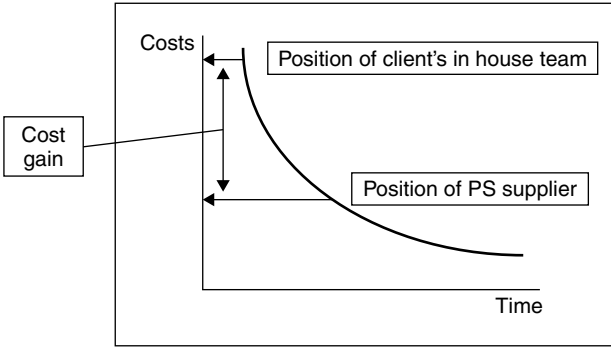 Costs
Position of client's in house team
Cost
gain
Position of PS supplier
Time